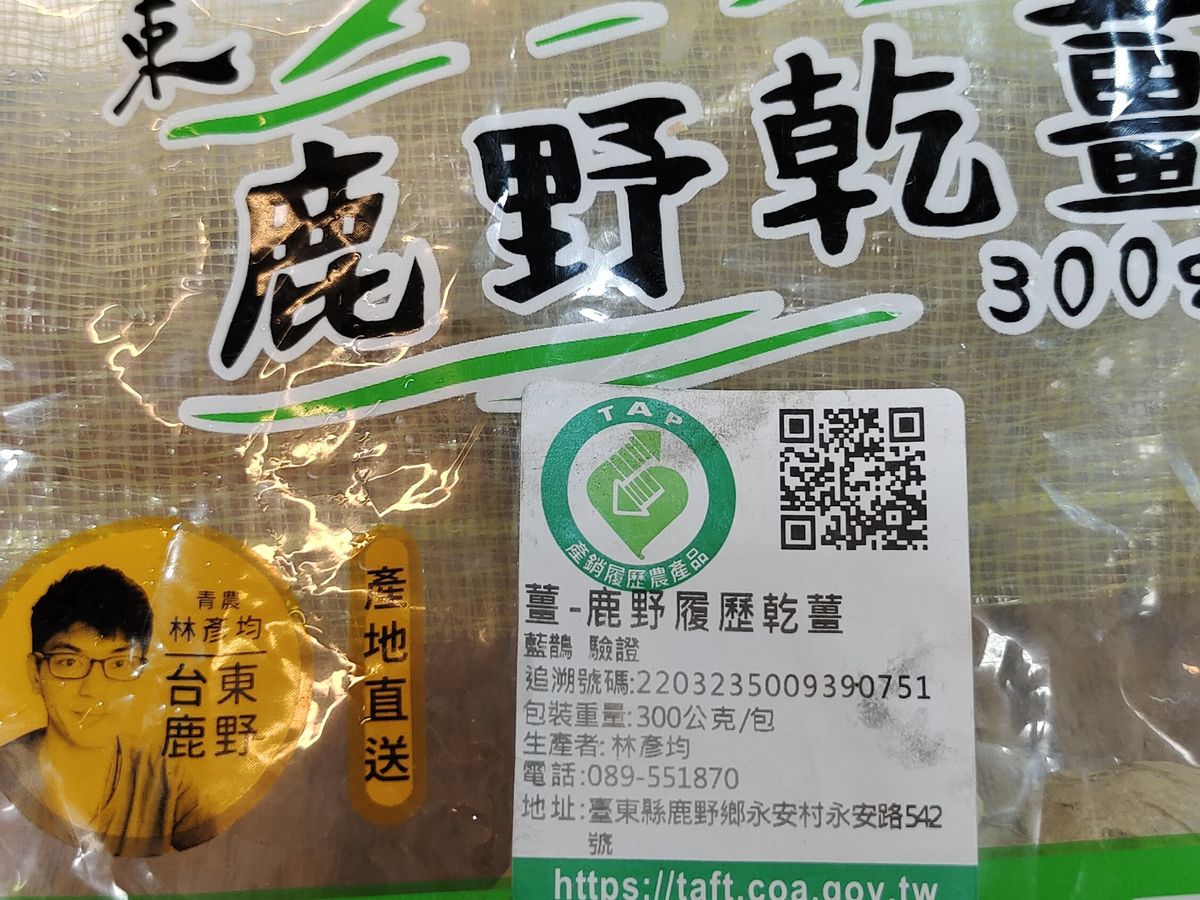 東
鹿野乾薑
300g
TAP
產銷履歷農產品
薑-鹿野履歷乾薑
藍鵲 驗證
追溯號碼:2203235009390751
包裝重量:300公克/包
生產者:林彥均
電話:089-551870
地址:臺東縣鹿野鄉永安村永安路542
號
https://taft.coa.gov.tw
青農
林彥均
台東
鹿野
產地直送